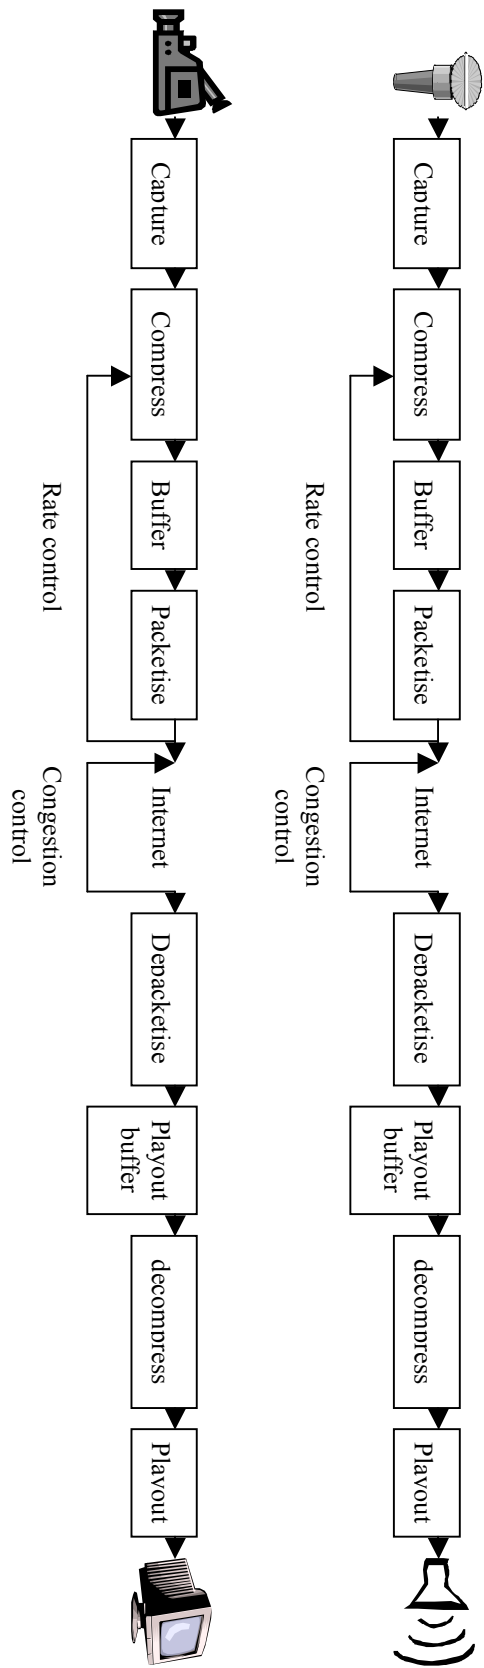 Capture
Compress
Buffer
Packetise
Internet
Depacketise
Playout
buffer
decompress
Playout
Rate control
Congestion
control
Capture
Compress
Buffer
Packetise
Internet
Depacketise
Playout
buffer
decompress
Playout
Rate control
Congestion
control